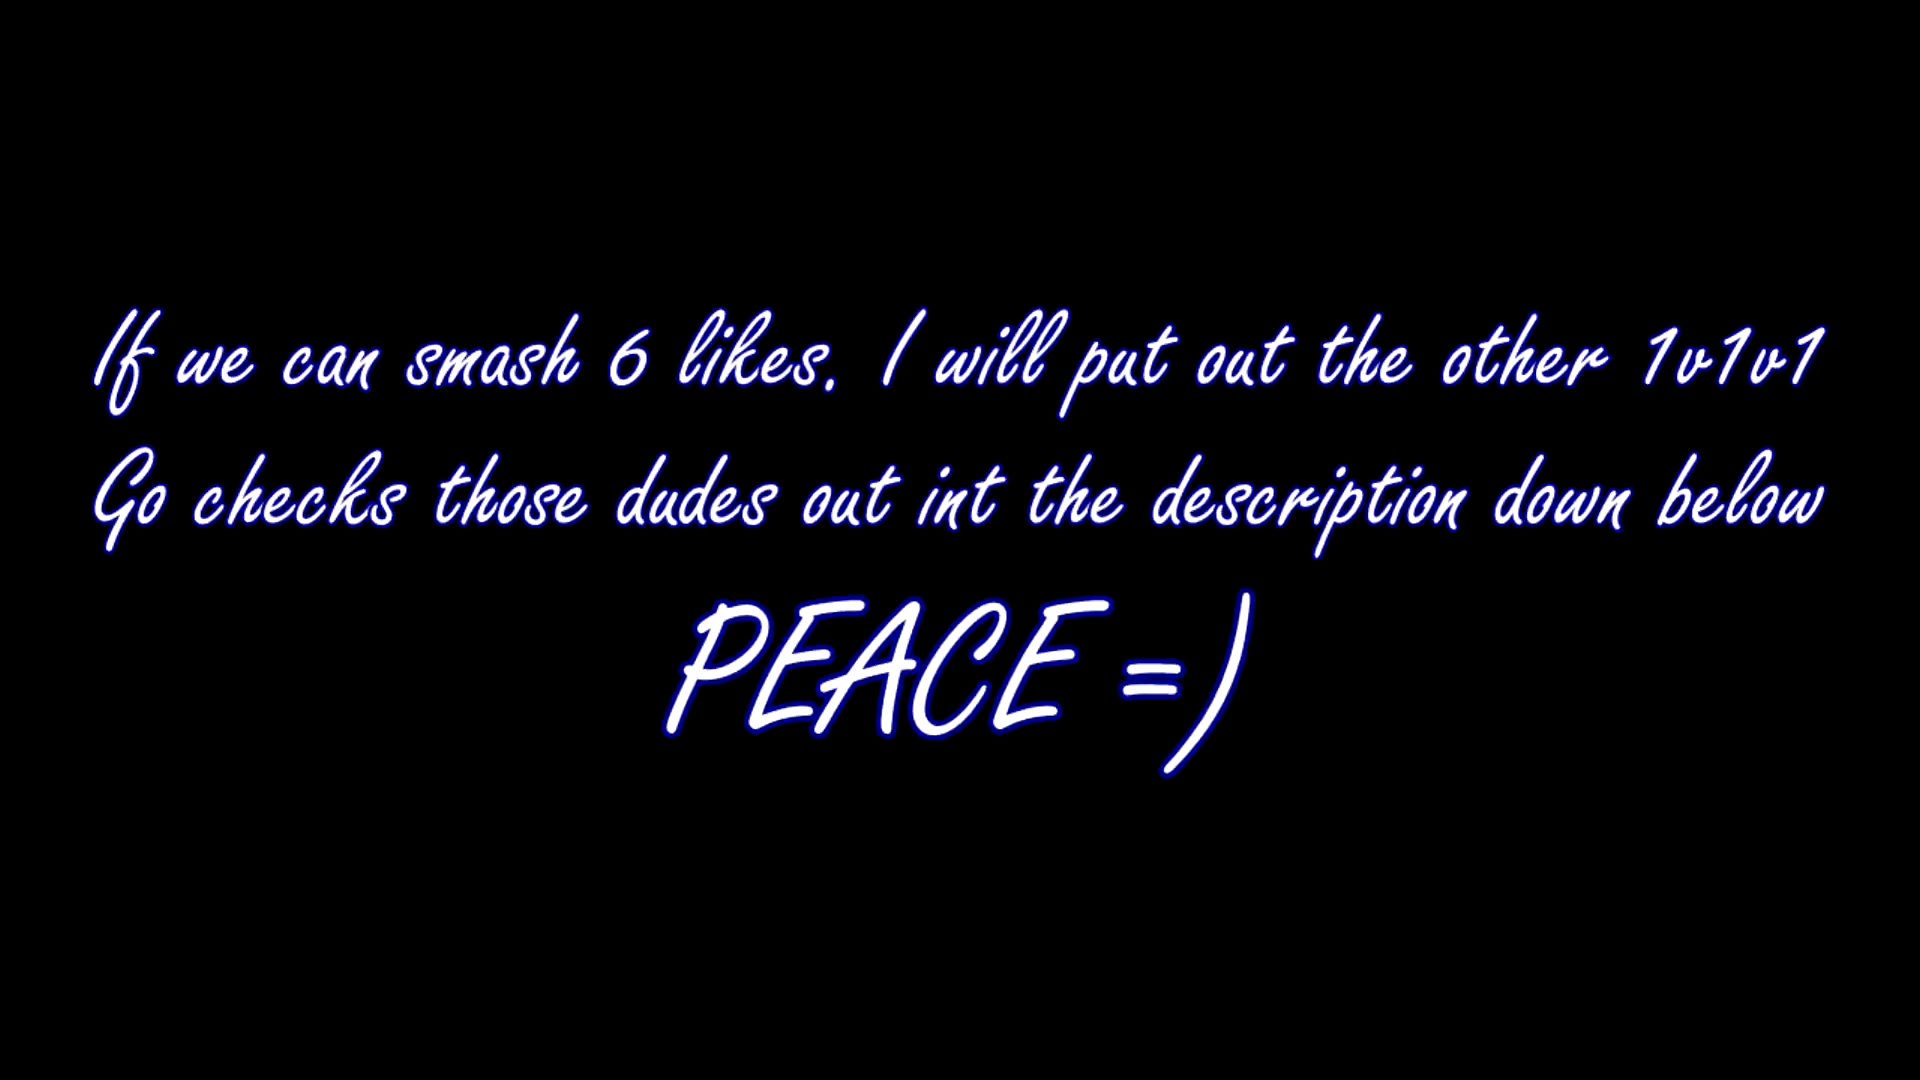 If we can smash 6 likes. I will put out the other 1v1v1
Go checks those dudes out int the description down below
PEACE =)